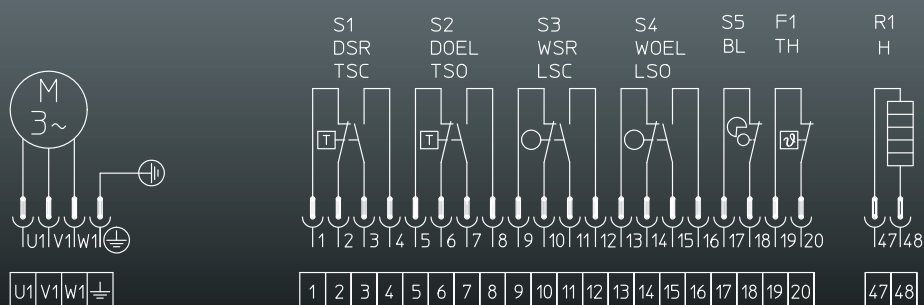 S1 S2 S3 S4 S5 F1 R1
DSR DOEL WSR WOEL BL TH H
TSC TSO LSC LSO
M
3~
T T ϑ
U1 V1 W1 1 2 3 4 5 6 7 8 9 10 11 12 13 14 15 16 17 18 19 20 47 48
U1 V1 W1 1 2 3 4 5 6 7 8 9 10 11 12 13 14 15 16 17 18 19 20 47 48